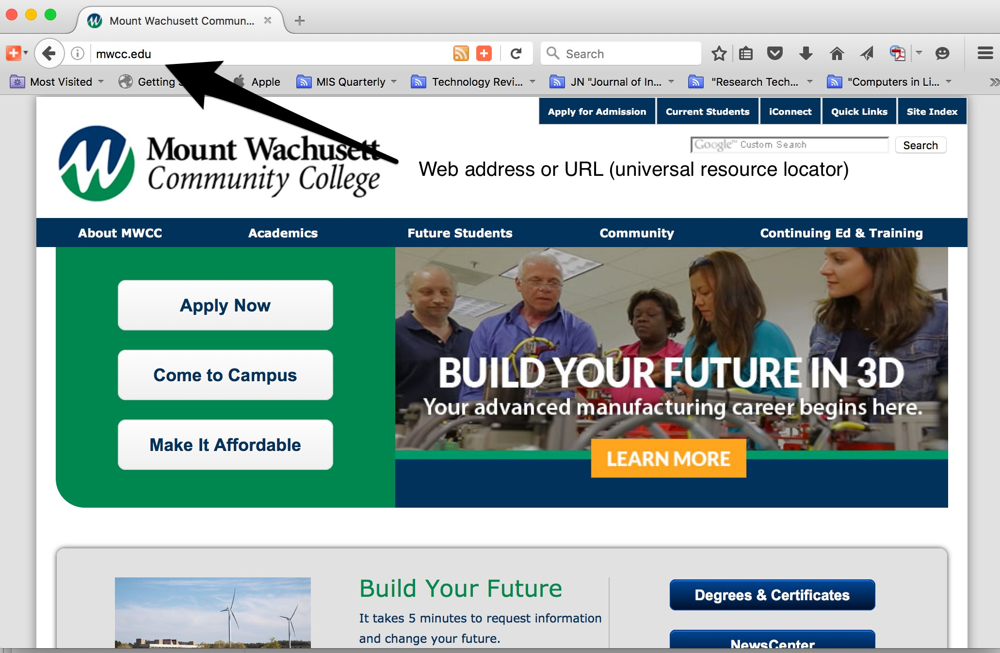 Mount Wachusett Commun...
mwcc.edu
Search
Most Visited
Getting
Apple
MIS Quarterly
Technology Revi...
JN "Journal of In...
"Research Tech...
"Computers in Li...
Apply for Admission
Current Students
iConnect
Quick Links
Site Index
Mount Wachusett
Community College
Google™ Custom Search
Search
Web address or URL (universal resource locator)
About MWCC
Academics
Future Students
Community
Continuing Ed & Training
Apply Now
Come to Campus
Make It Affordable
BUILD YOUR FUTURE IN 3D
Your advanced manufacturing career begins here.
LEARN MORE
Build Your Future
It takes 5 minutes to request information
and change your future.
Degrees & Certificates
NewsCenter